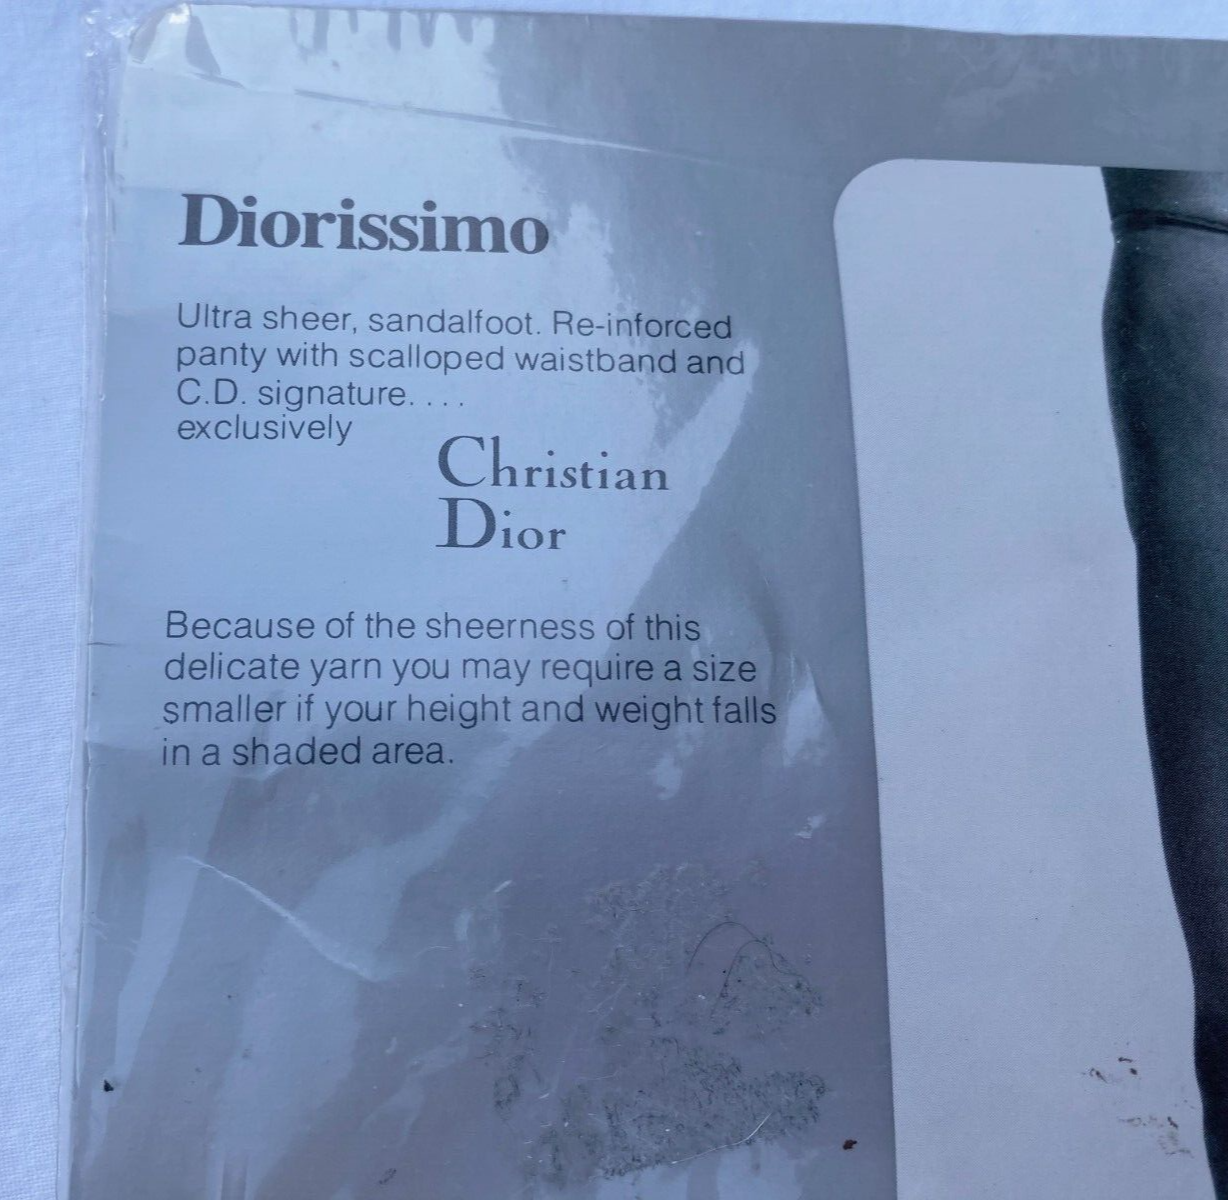 Diorissimo
Ultra sheer, sandalfoot. Re-inforced
panty with scalloped waistband and
C.D. signature. . . .
exclusively
Christian
Dior
Because of the sheerness of this
delicate yarn you may require a size
smaller if your height and weight falls
in a shaded area.